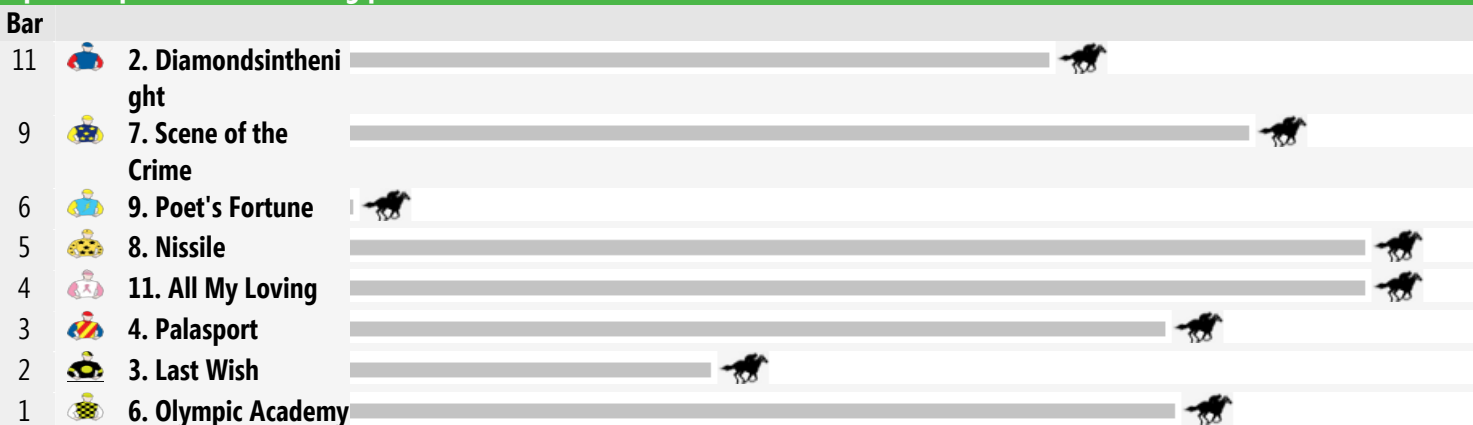 Bar
11 2. Diamondsintheni
ght
9 7. Scene of the
Crime
6 9. Poet's Fortune
5 8. Nissile
4 11. All My Loving
3 4. Palasport
2 3. Last Wish
1 6. Olympic Academy